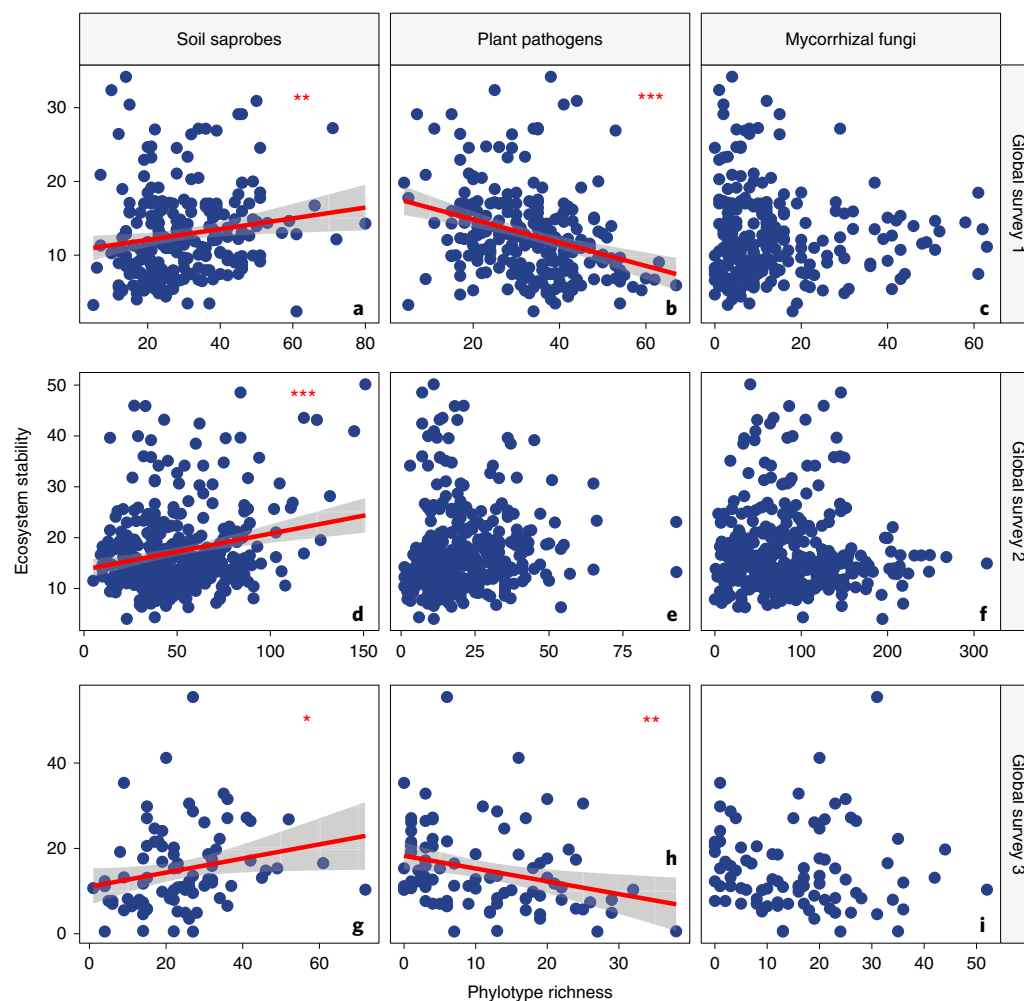 Soil saprobes Plant pathogens Mycorrhizal fungi
Ecosystem stability
30
20
10
** a
*** b
c
Global survey 1
20 40 60 80
20 40 60
0 20 40 60
50
40
30
20
10
*** d
e
f
Global survey 2
0 50 100 150
0 25 50 75
0 100 200 300
40
20
0
* g
** h
i
Global survey 3
0 20 40 60
0 10 20 30
0 10 20 30 40 50
Phylotype richness